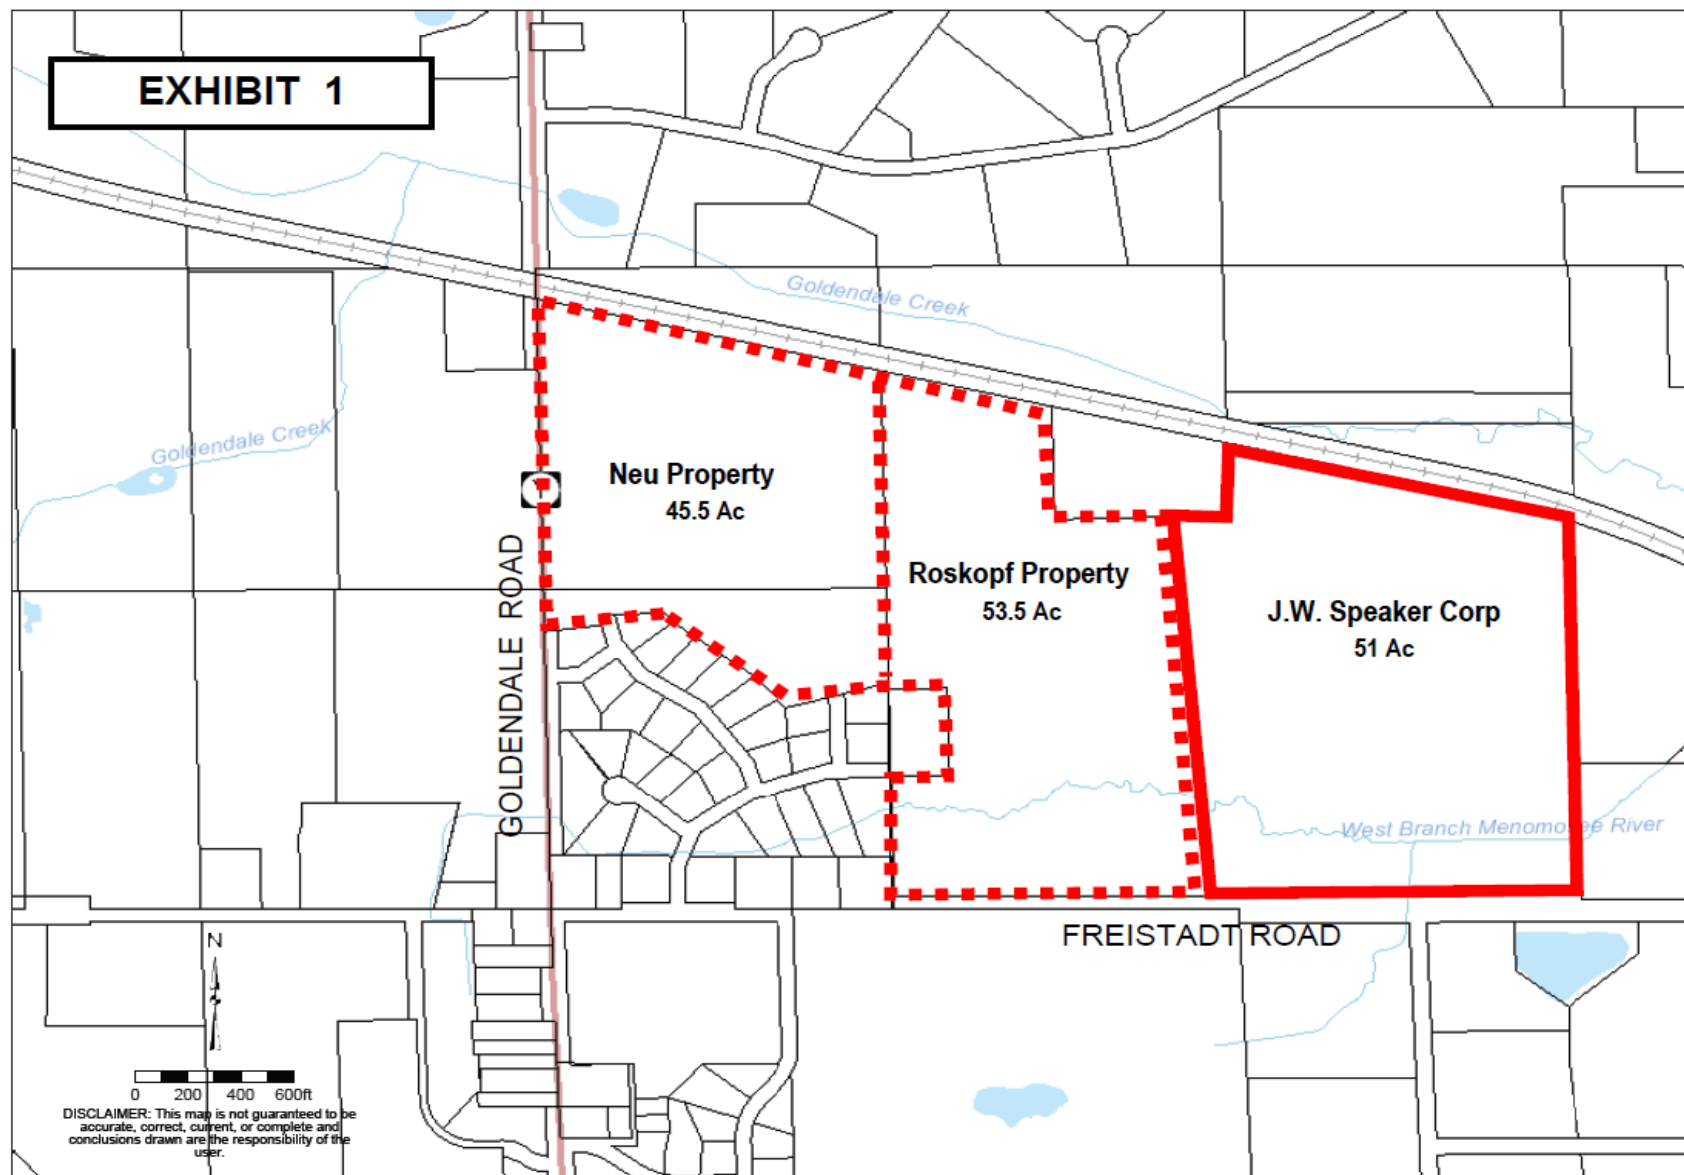 EXHIBIT 1
Goldendale Creek
Goldendale Creek
Neu Property
45.5 Ac
Roskopf Property
53.5 Ac
J.W. Speaker Corp
51 Ac
GOLDENDALE ROAD
West Branch Menomonee River
FREISTADT ROAD
N
0 200 400 600ft
DISCLAIMER: This map is not guaranteed to be
accurate, correct, current, or complete and
conclusions drawn are the responsibility of the
user.